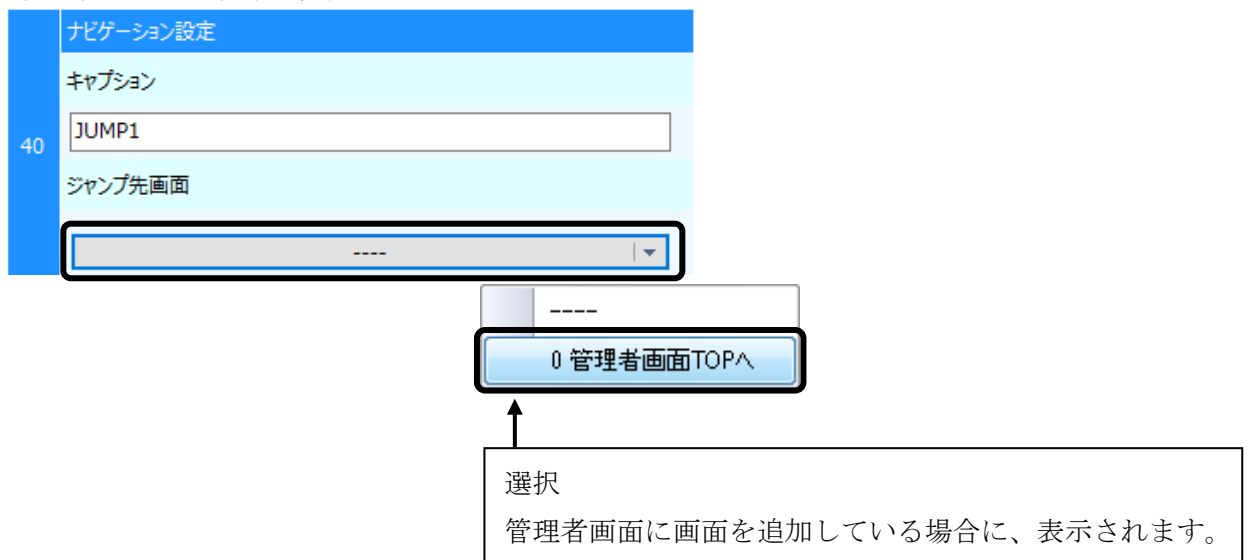 ナビゲーション設定
キャプション
40
JUMP1
ジャンプ先画面
----
----
0 管理者画面TOPへ
選択
管理者画面に画面を追加している場合に、表示されます。